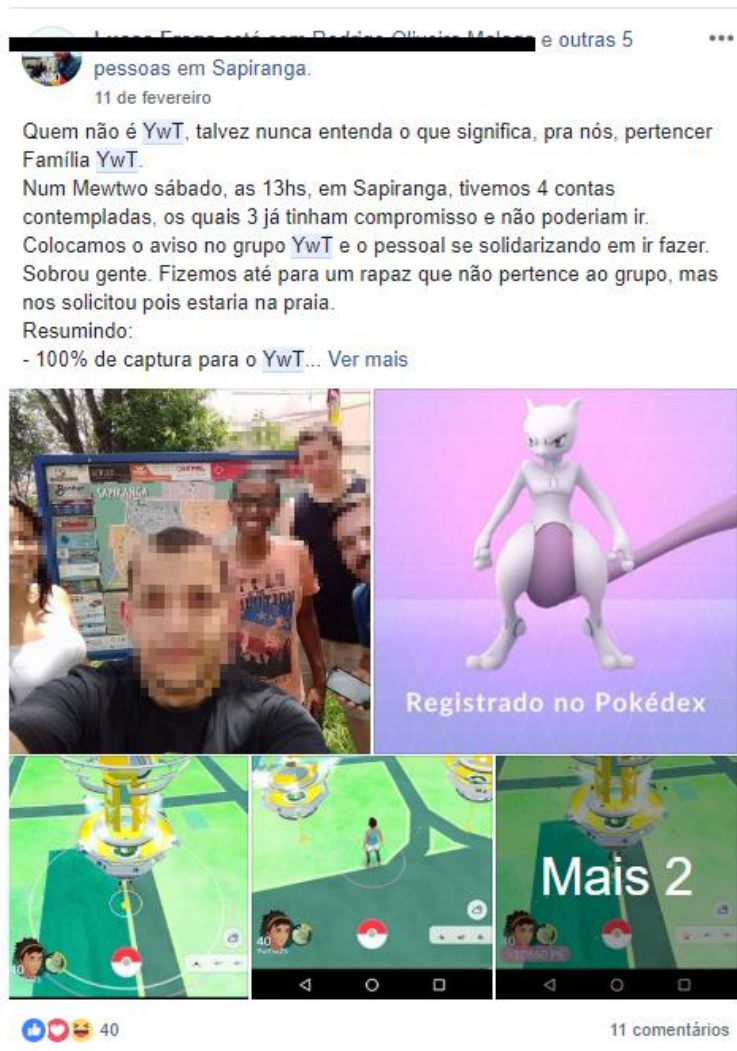 e outras 5
pessoas em Sapiranga.
11 de fevereiro
Quem não é YwT, talvez nunca entenda o que significa, pra nós, pertencer
Família YwT.
Num Mewtwo sábado, as 13hs, em Sapiranga, tivemos 4 contas
contempladas, os quais 3 já tinham compromisso e não poderiam ir.
Colocamos o aviso no grupo YwT e o pessoal se solidarizando em ir fazer.
Sobrou gente. Fizemos até para um rapaz que não pertence ao grupo, mas
nos solicitou pois estaria na praia.
Resumindo:
- 100% de captura para o YwT... Ver mais
SAPIRANGA
Registrado no Pokédex
40
Mais 2
40
11 comentários